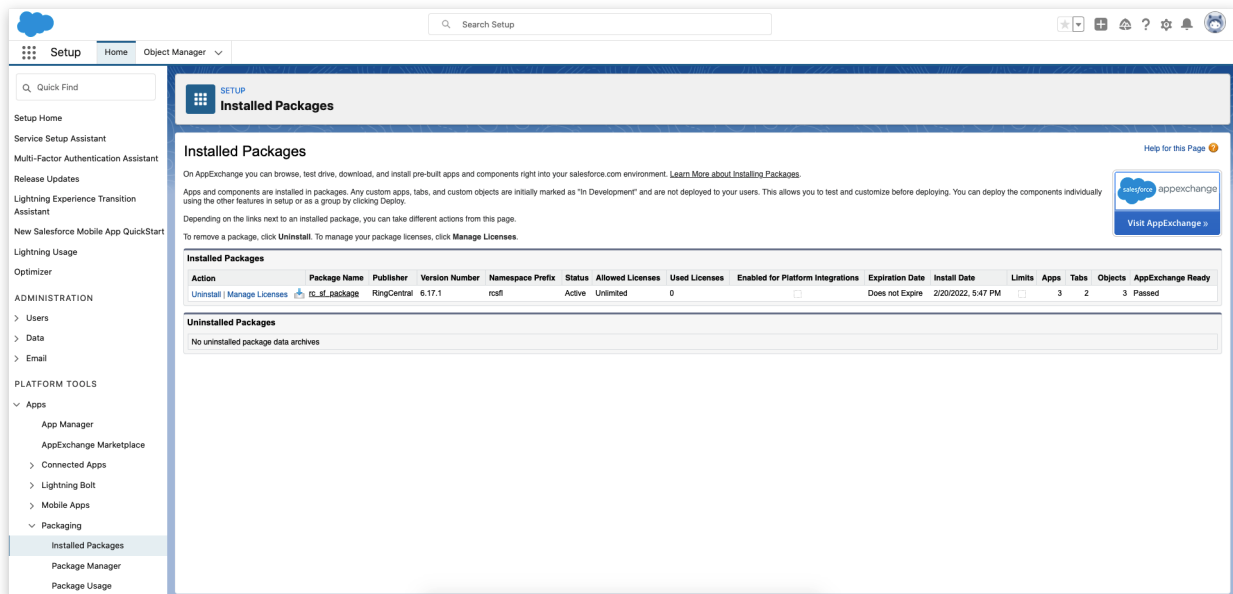 Search Setup
Setup
Home
Object Manager
Quick Find
Setup Home
Service Setup Assistant
Multi-Factor Authentication Assistant
Release Updates
Lightning Experience Transition
Assistant
New Salesforce Mobile App QuickStart
Lightning Usage
Optimizer
ADMINISTRATION
Users
Data
Email
PLATFORM TOOLS
Apps
App Manager
AppExchange Marketplace
Connected Apps
Lightning Bolt
Mobile Apps
Packaging
Installed Packages
Package Manager
Package Usage
SETUP
Installed Packages
Installed Packages
Help for this Page
On AppExchange you can browse, test drive, download, and install pre-built apps and components right into your salesforce.com environment. Learn More about Installing Packages.
Apps and components are installed in packages. Any custom apps, tabs, and custom objects are initially marked as "In Development" and are not deployed to your users. This allows you to test and customize before deploying. You can deploy the components individually
using the other features in setup or as a group by clicking Deploy.
Depending on the links next to an installed package, you can take different actions from this page.
To remove a package, click Uninstall. To manage your package licenses, click Manage Licenses.
salesforce appexchange
Visit AppExchange »
Installed Packages
Action Package Name Publisher Version Number Namespace Prefix Status Allowed Licenses Used Licenses Enabled for Platform Integrations Expiration Date Install Date Limits Apps Tabs Objects AppExchange Ready
Uninstall | Manage Licenses rc_sf_package RingCentral 6.17.1 rcsfl Active Unlimited 0 Does not Expire 2/20/2022, 5:47 PM 3 2 3 Passed
Uninstalled Packages
No uninstalled package data archives